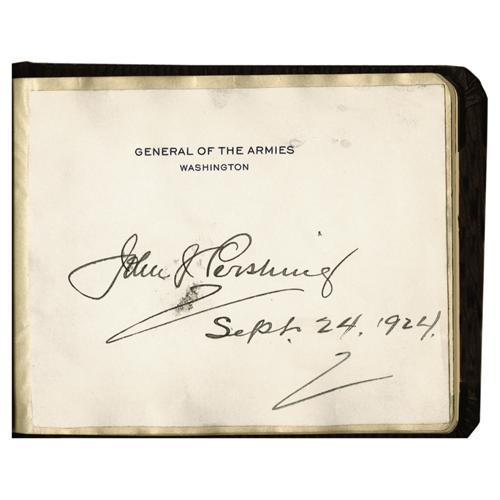 GENERAL OF THE ARMIES
WASHINGTON
John J. Pershing
Sept. 24, 1924.